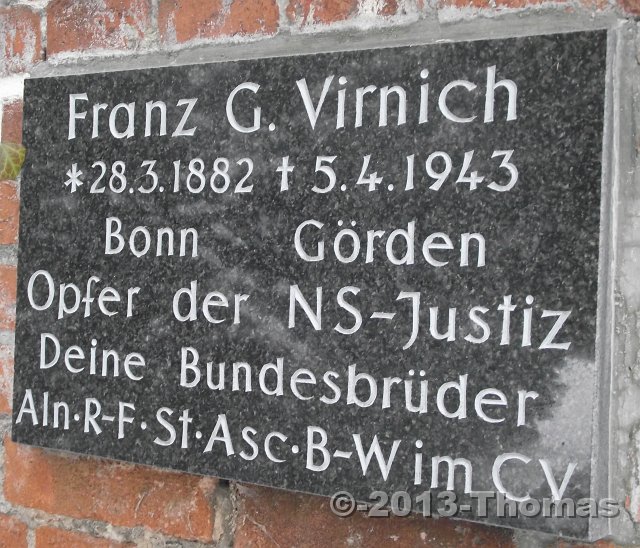 Franz G. Virnich
*28.3.1882 † 5.4.1943
Bonn Görden
Opfer der NS-Justiz
Deine Bundesbrüder
Aln·R-F·St·Asc·B-W im CV
©-2013-Thomas